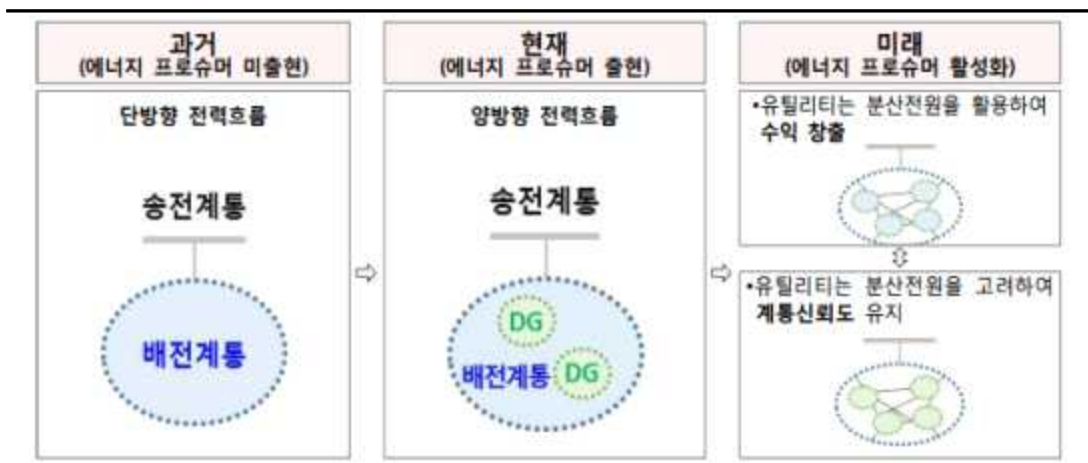 과거
(에너지 프로슈머 미출현)
단방향 전력흐름
송전계통
배전계통
현재
(에너지 프로슈머 출현)
양방향 전력흐름
송전계통
DG
배전계통 DG
미래
(에너지 프로슈머 활성화)
•유틸리티는 분산전원을 활용하여
수익 창출
•유틸리티는 분산전원을 고려하여
계통신뢰도 유지